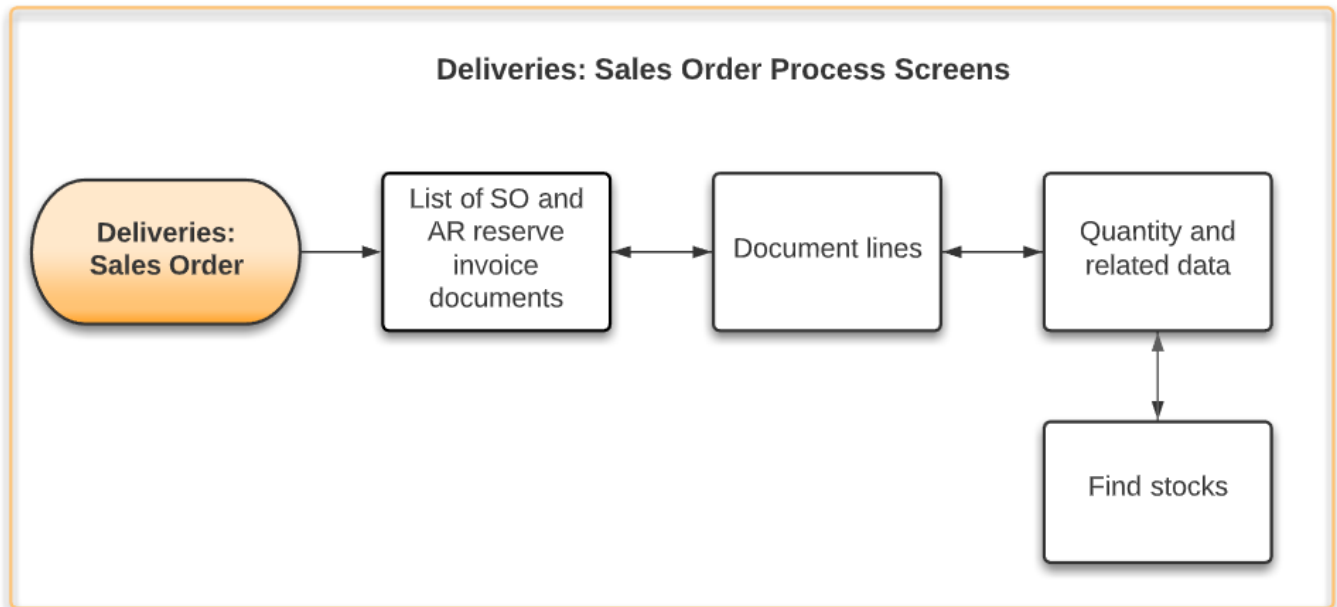 Deliveries: Sales Order Process Screens
Deliveries:
Sales Order
List of SO and
AR reserve
invoice
documents
Document lines
Quantity and
related data
Find stocks